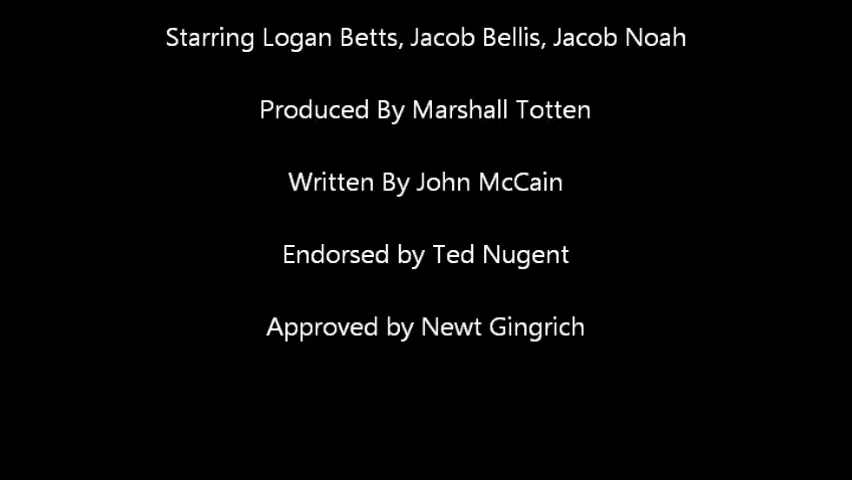 Starring Logan Betts, Jacob Bellis, Jacob Noah
Produced By Marshall Totten
Written By John McCain
Endorsed by Ted Nugent
Approved by Newt Gingrich